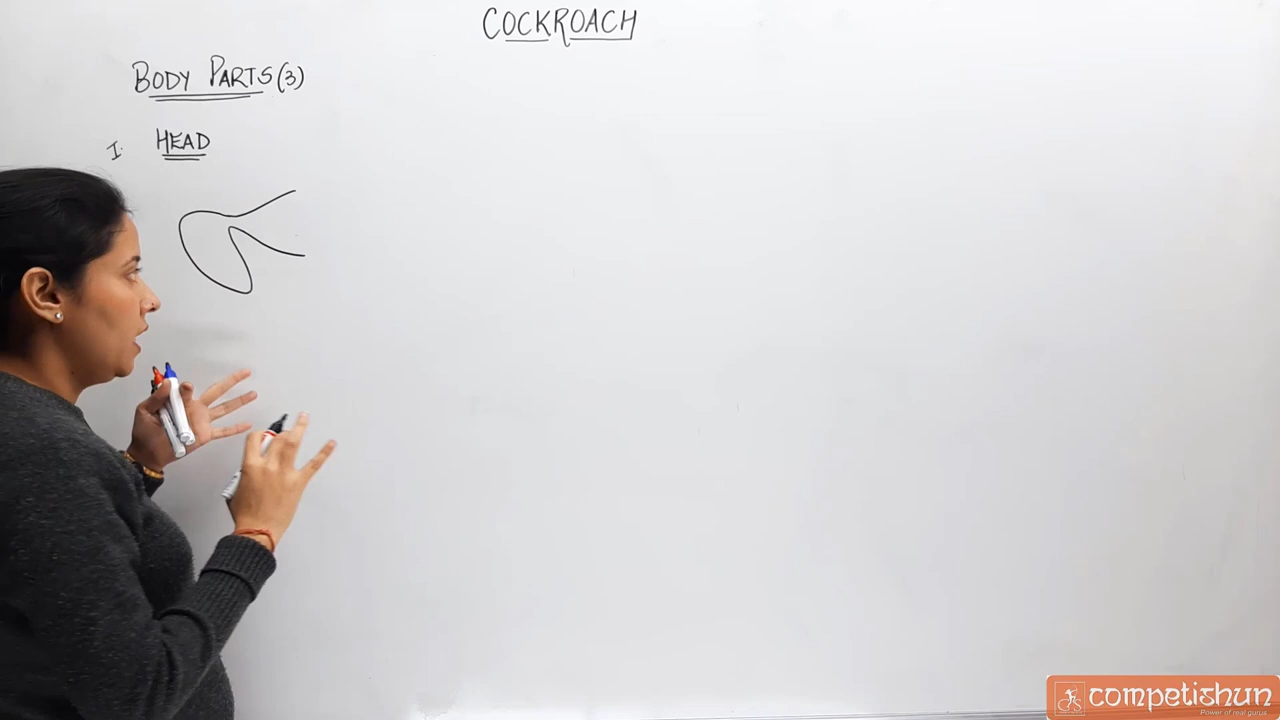 COCKROACH
BODY PARTS (3)
I. HEAD
competishun
Power of real gurus